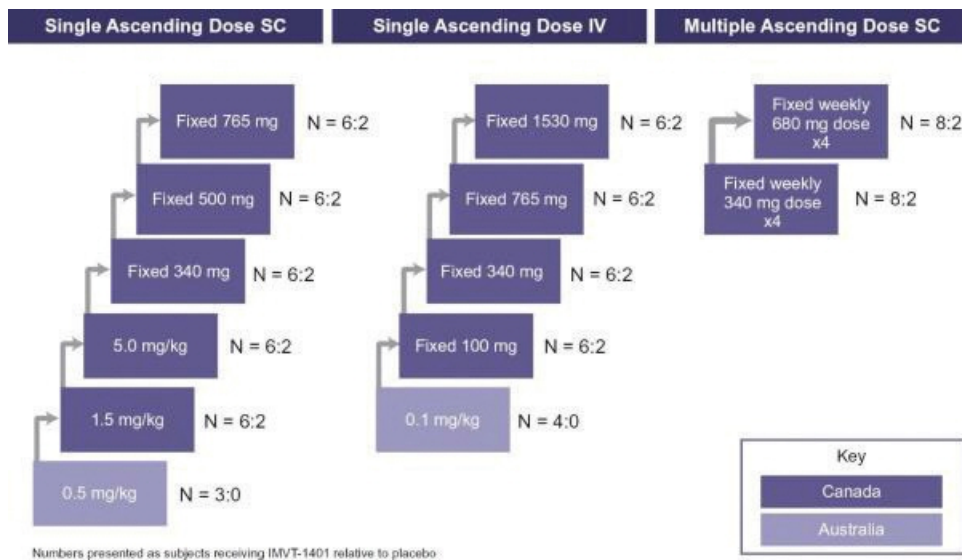 Single Ascending Dose SC
Single Ascending Dose IV
Multiple Ascending Dose SC
Fixed 765 mg
N = 6:2
Fixed 500 mg
N = 6:2
Fixed 340 mg
N = 6:2
5.0 mg/kg
N = 6:2
1.5 mg/kg
N = 6:2
0.5 mg/kg
N = 3:0
Fixed 1530 mg
N = 6:2
Fixed 765 mg
N = 6:2
Fixed 340 mg
N = 6:2
Fixed 100 mg
N = 6:2
0.1 mg/kg
N = 4:0
Fixed weekly
680 mg dose
x4
N = 8:2
Fixed weekly
340 mg dose
x4
N = 8:2
Key
Canada
Australia
Numbers presented as subjects receiving IMVT-1401 relative to placebo